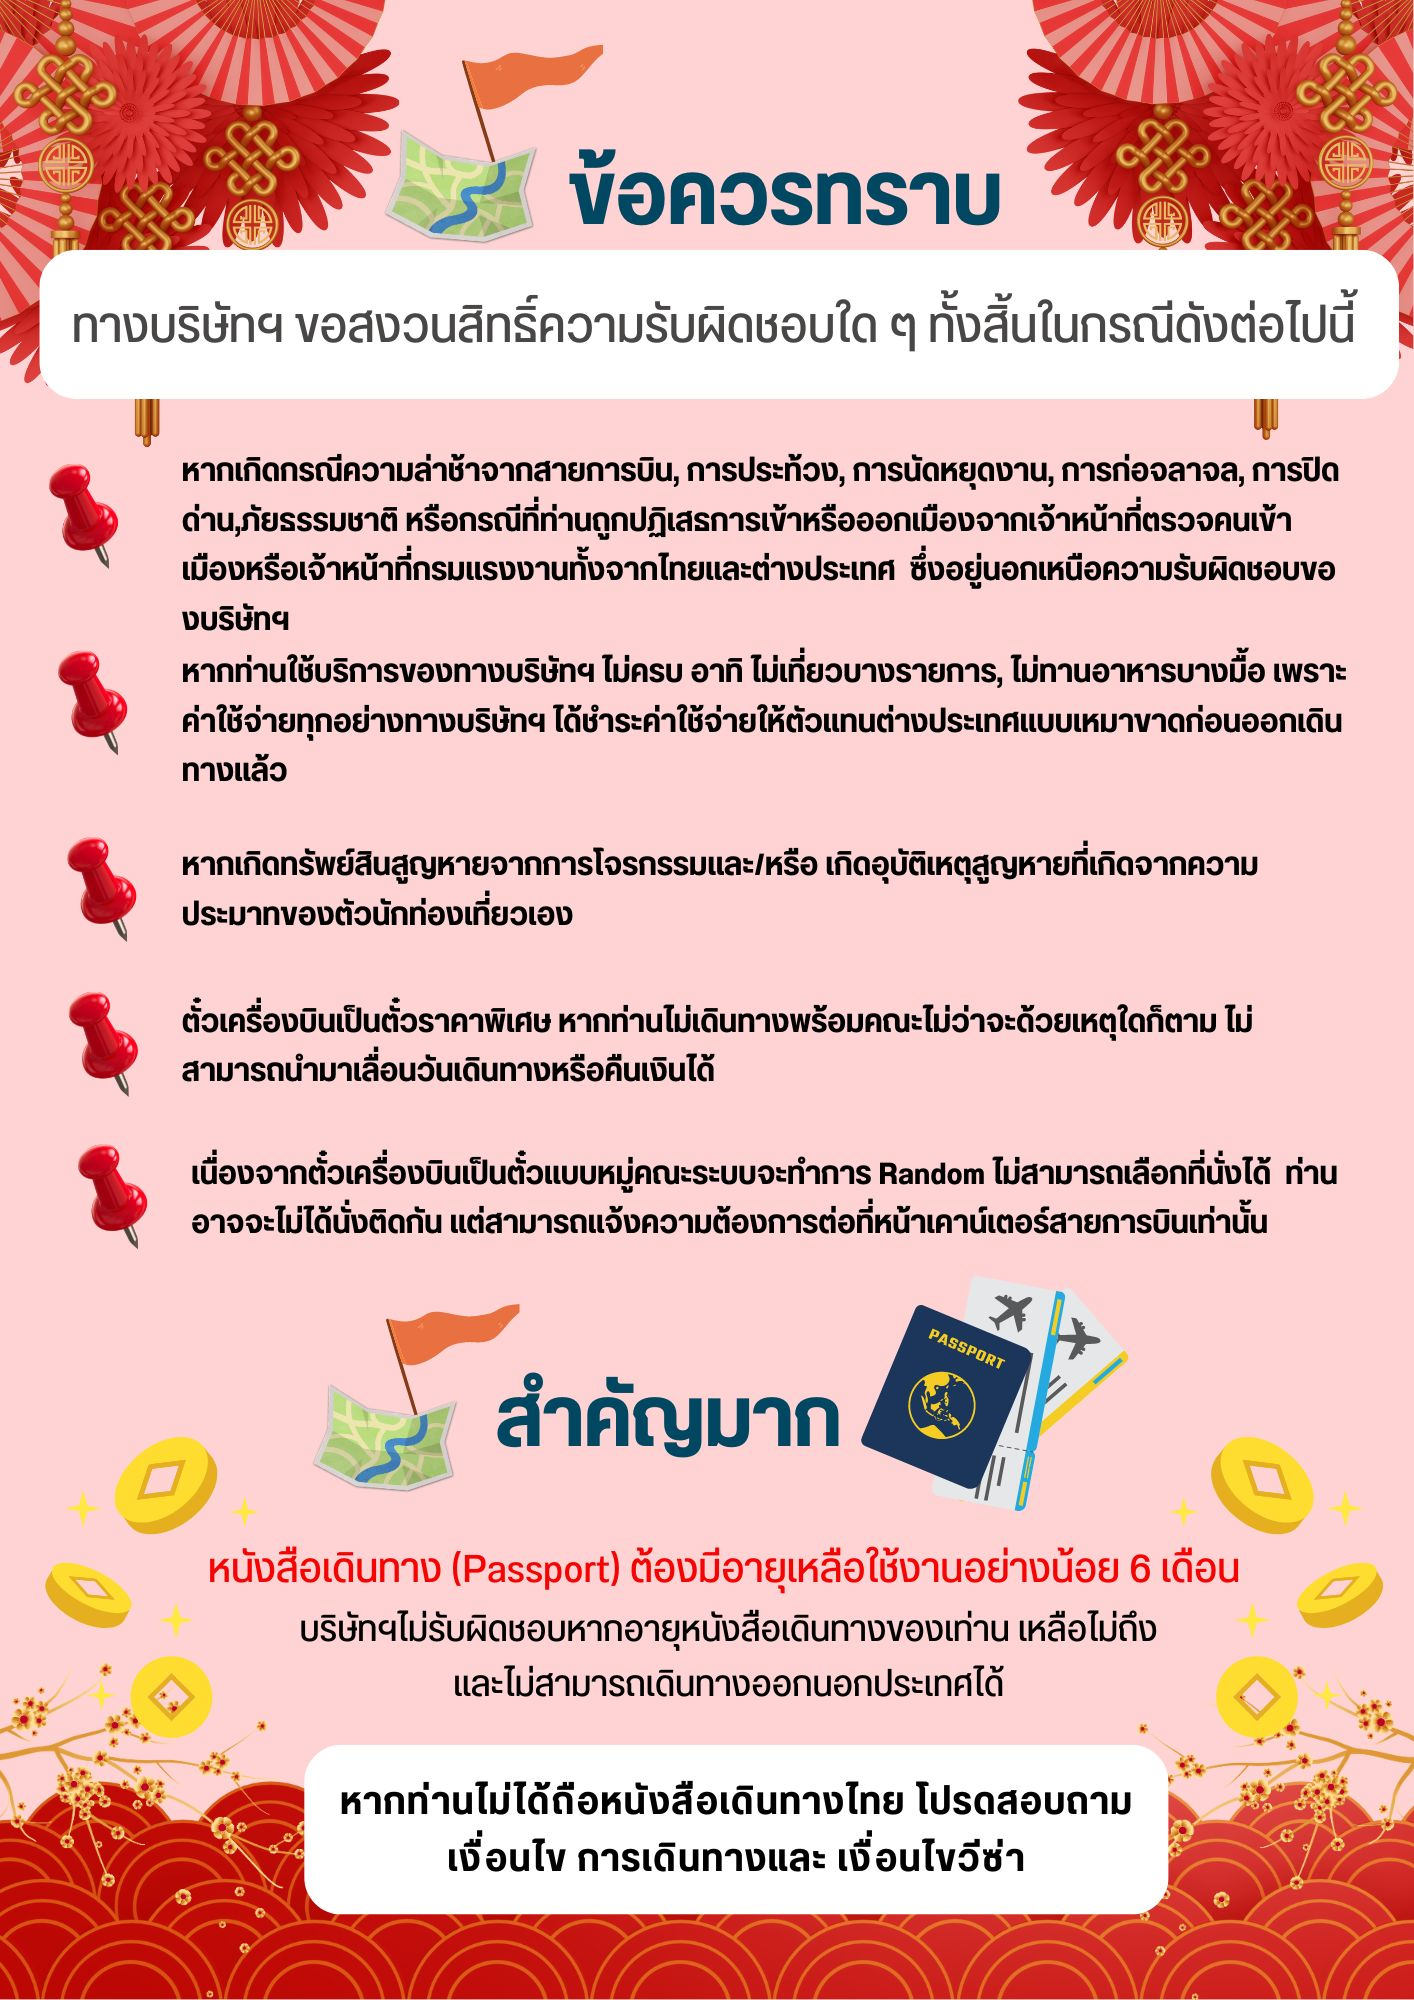 ข้อควรทราบ
ทางบริษัทฯ ขอสงวนสิทธิ์ความรับผิดชอบใด ๆ ทั้งสิ้นในกรณีดังต่อไปนี้
หากเกิดกรณีความล่าช้าจากสายการบิน, การประท้วง, การนัดหยุดงาน, การก่อจลาจล, การปิด
ด่าน,ภัยธรรมชาติ หรือกรณีที่ท่านถูกปฏิเสธการเข้าหรือออกเมืองจากเจ้าหน้าที่ตรวจคนเข้า
เมืองหรือเจ้าหน้าที่กรมแรงงานทั้งจากไทยและต่างประเทศ ซึ่งอยู่นอกเหนือความรับผิดชอบขอ
งบริษัทฯ
หากท่านใช้บริการของทางบริษัทฯ ไม่ครบ อาทิ ไม่เที่ยวบางรายการ, ไม่ทานอาหารบางมื้อ เพราะ
ค่าใช้จ่ายทุกอย่างทางบริษัทฯ ได้ชำระค่าใช้จ่ายให้ตัวแทนต่างประเทศแบบเหมาขาดก่อนออกเดิน
ทางแล้ว
หากเกิดทรัพย์สินสูญหายจากการโจรกรรมและ/หรือ เกิดอุบัติเหตุสูญหายที่เกิดจากความ
ประมาทของตัวนักท่องเที่ยวเอง
ตั๋วเครื่องบินเป็นตั๋วราคาพิเศษ หากท่านไม่เดินทางพร้อมคณะไม่ว่าจะด้วยเหตุใดก็ตาม ไม่
สามารถนำมาเลื่อนวันเดินทางหรือคืนเงินได้
เนื่องจากตั๋วเครื่องบินเป็นตั๋วแบบหมู่คณะระบบจะทำการ Random ไม่สามารถเลือกที่นั่งได้ ท่าน
อาจจะไม่ได้นั่งติดกัน แต่สามารถแจ้งความต้องการต่อที่หน้าเคาน์เตอร์สายการบินเท่านั้น
PASSPORT
สำคัญมาก
หนังสือเดินทาง (Passport) ต้องมีอายุเหลือใช้งานอย่างน้อย 6 เดือน
บริษัทฯไม่รับผิดชอบหากอายุหนังสือเดินทางของเท่าน เหลือไม่ถึง
และไม่สามารถเดินทางออกนอกประเทศได้
หากท่านไม่ได้ถือหนังสือเดินทางไทย โปรดสอบถาม
เงื่อนไข การเดินทางและ เงื่อนไขวีซ่า